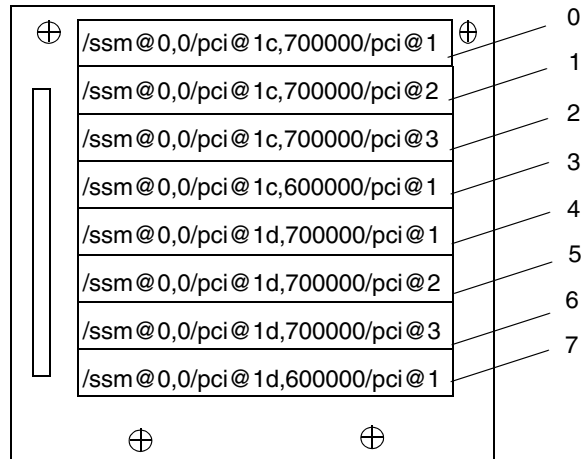 /ssm@0,0/pci@1c,700000/pci@1 0
/ssm@0,0/pci@1c,700000/pci@2 1
/ssm@0,0/pci@1c,700000/pci@3 2
/ssm@0,0/pci@1c,600000/pci@1 3
/ssm@0,0/pci@1d,700000/pci@1 4
/ssm@0,0/pci@1d,700000/pci@2 5
/ssm@0,0/pci@1d,700000/pci@3 6
/ssm@0,0/pci@1d,600000/pci@1 7